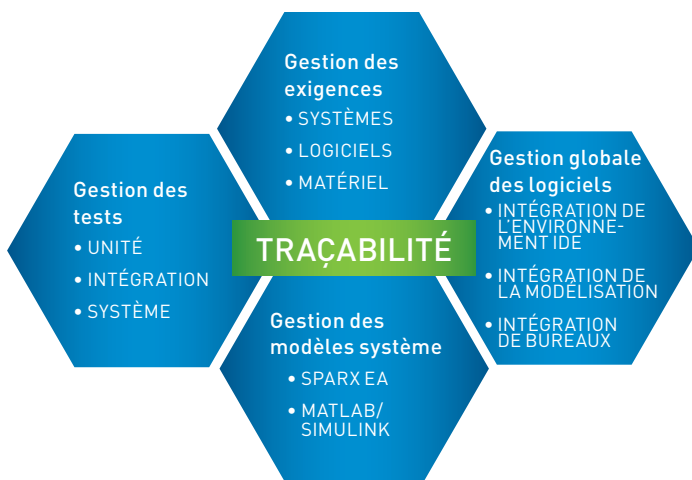 Gestion des
exigences
• SYSTÈMES
• LOGICIELS
• MATÉRIEL
Gestion des
tests
• UNITÉ
• INTÉGRATION
• SYSTÈME
TRAÇABILITÉ
Gestion globale
des logiciels
• INTÉGRATION DE
L'ENVIRONNE-
MENT IDE
• INTÉGRATION DE
LA MODÉLISATION
• INTÉGRATION
DE BUREAUX
Gestion des
modèles système
• SPARX EA
• MATLAB/
SIMULINK